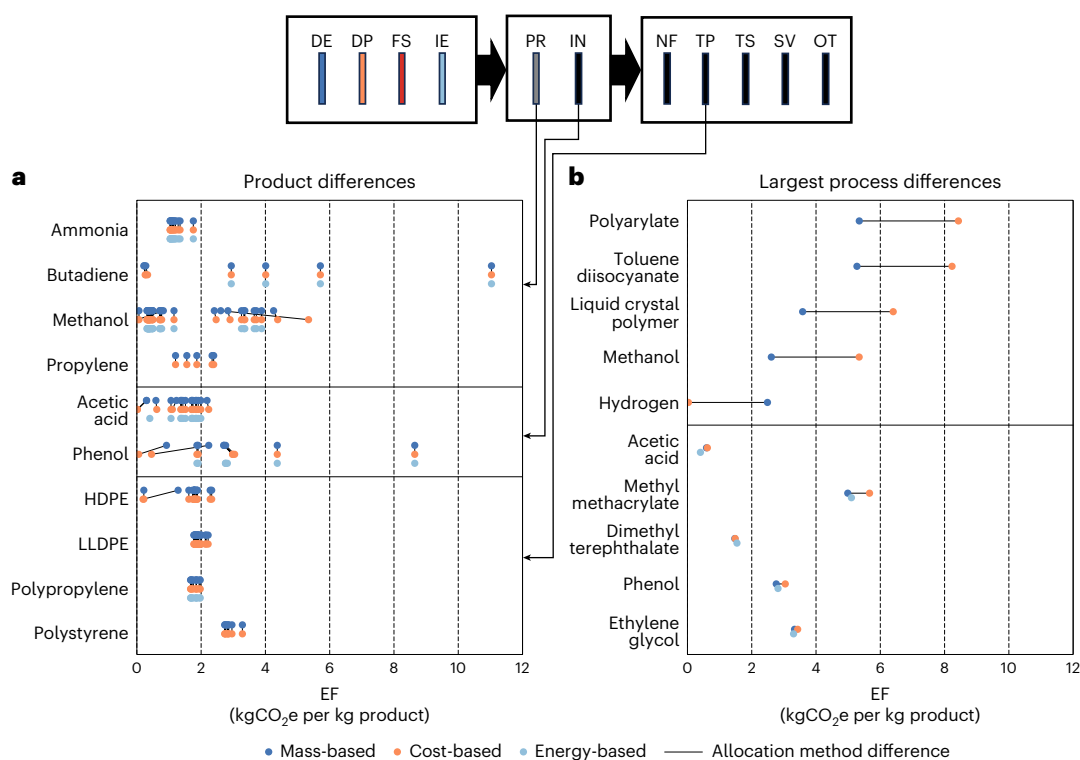 DE DP FS IE PR IN NF TP TS SV OT
a Product differences
Ammonia
Butadiene
Methanol
Propylene
Acetic
acid
Phenol
HDPE
LLDPE
Polypropylene
Polystyrene
0 2 4 6 8 10 12
EF
(kgCO2e per kg product)
b Largest process differences
Polyarylate
Toluene
diisocyanate
Liquid crystal
polymer
Methanol
Hydrogen
Acetic
acid
Methyl
methacrylate
Dimethyl
terephthalate
Phenol
Ethylene
glycol
0 2 4 6 8 10 12
EF
(kgCO2e per kg product)
Mass-based Cost-based Energy-based Allocation method difference